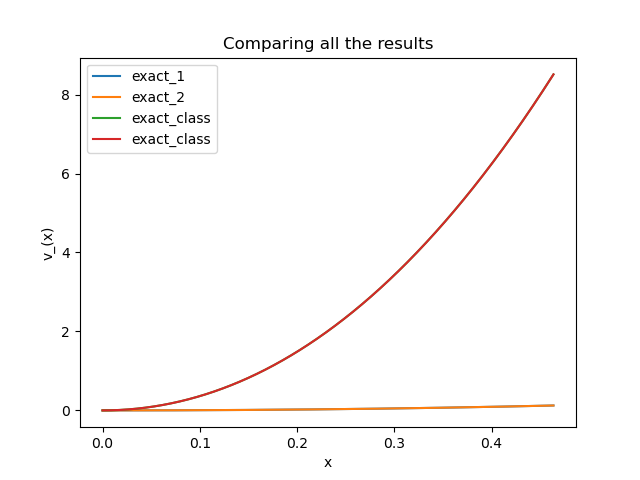 Comparing all the results
exact_1
exact_2
exact_class
exact_class
8
6
4
2
0
v_(x)
0.0 0.1 0.2 0.3 0.4
x